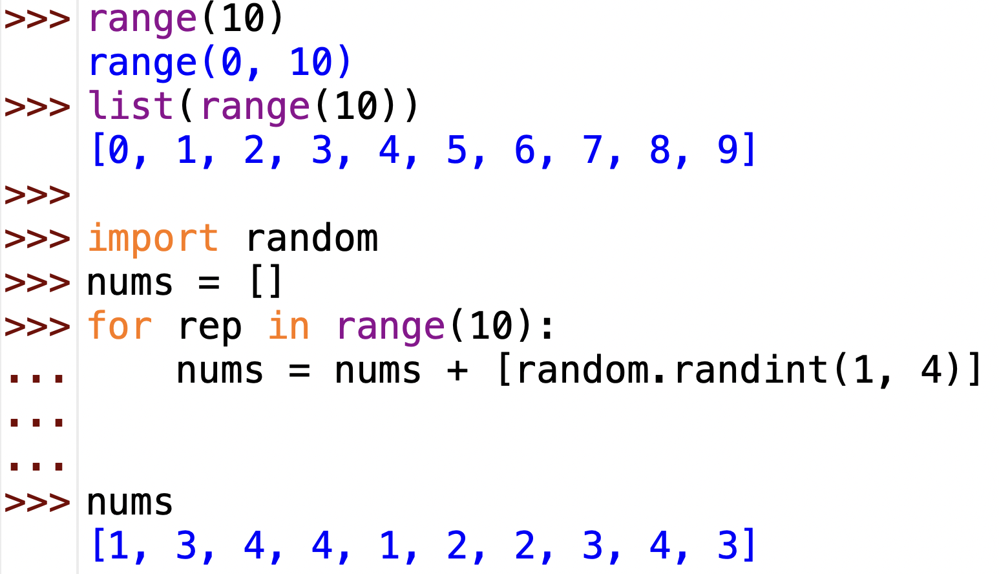 >>> range(10)
range(0, 10)
>>> list(range(10))
[0, 1, 2, 3, 4, 5, 6, 7, 8, 9]
>>>
>>> import random
>>> nums = []
>>> for rep in range(10):
...     nums = nums + [random.randint(1, 4)]
...
...
>>> nums
[1, 3, 4, 4, 1, 2, 2, 3, 4, 3]